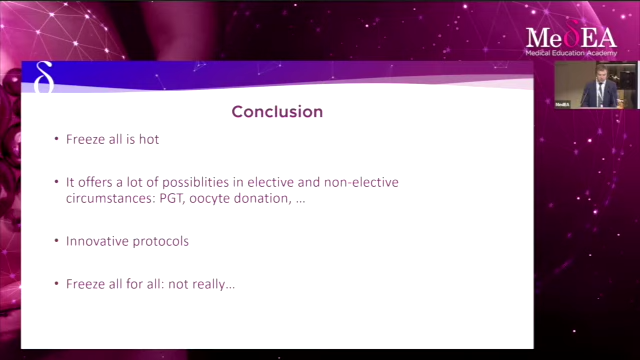 MeδEA
Medical Education Academy
δ
MedEA
Conclusion
• Freeze all is hot
• It offers a lot of possiblities in elective and non-elective
circumstances: PGT, oocyte donation, ...
• Innovative protocols
• Freeze all for all: not really...